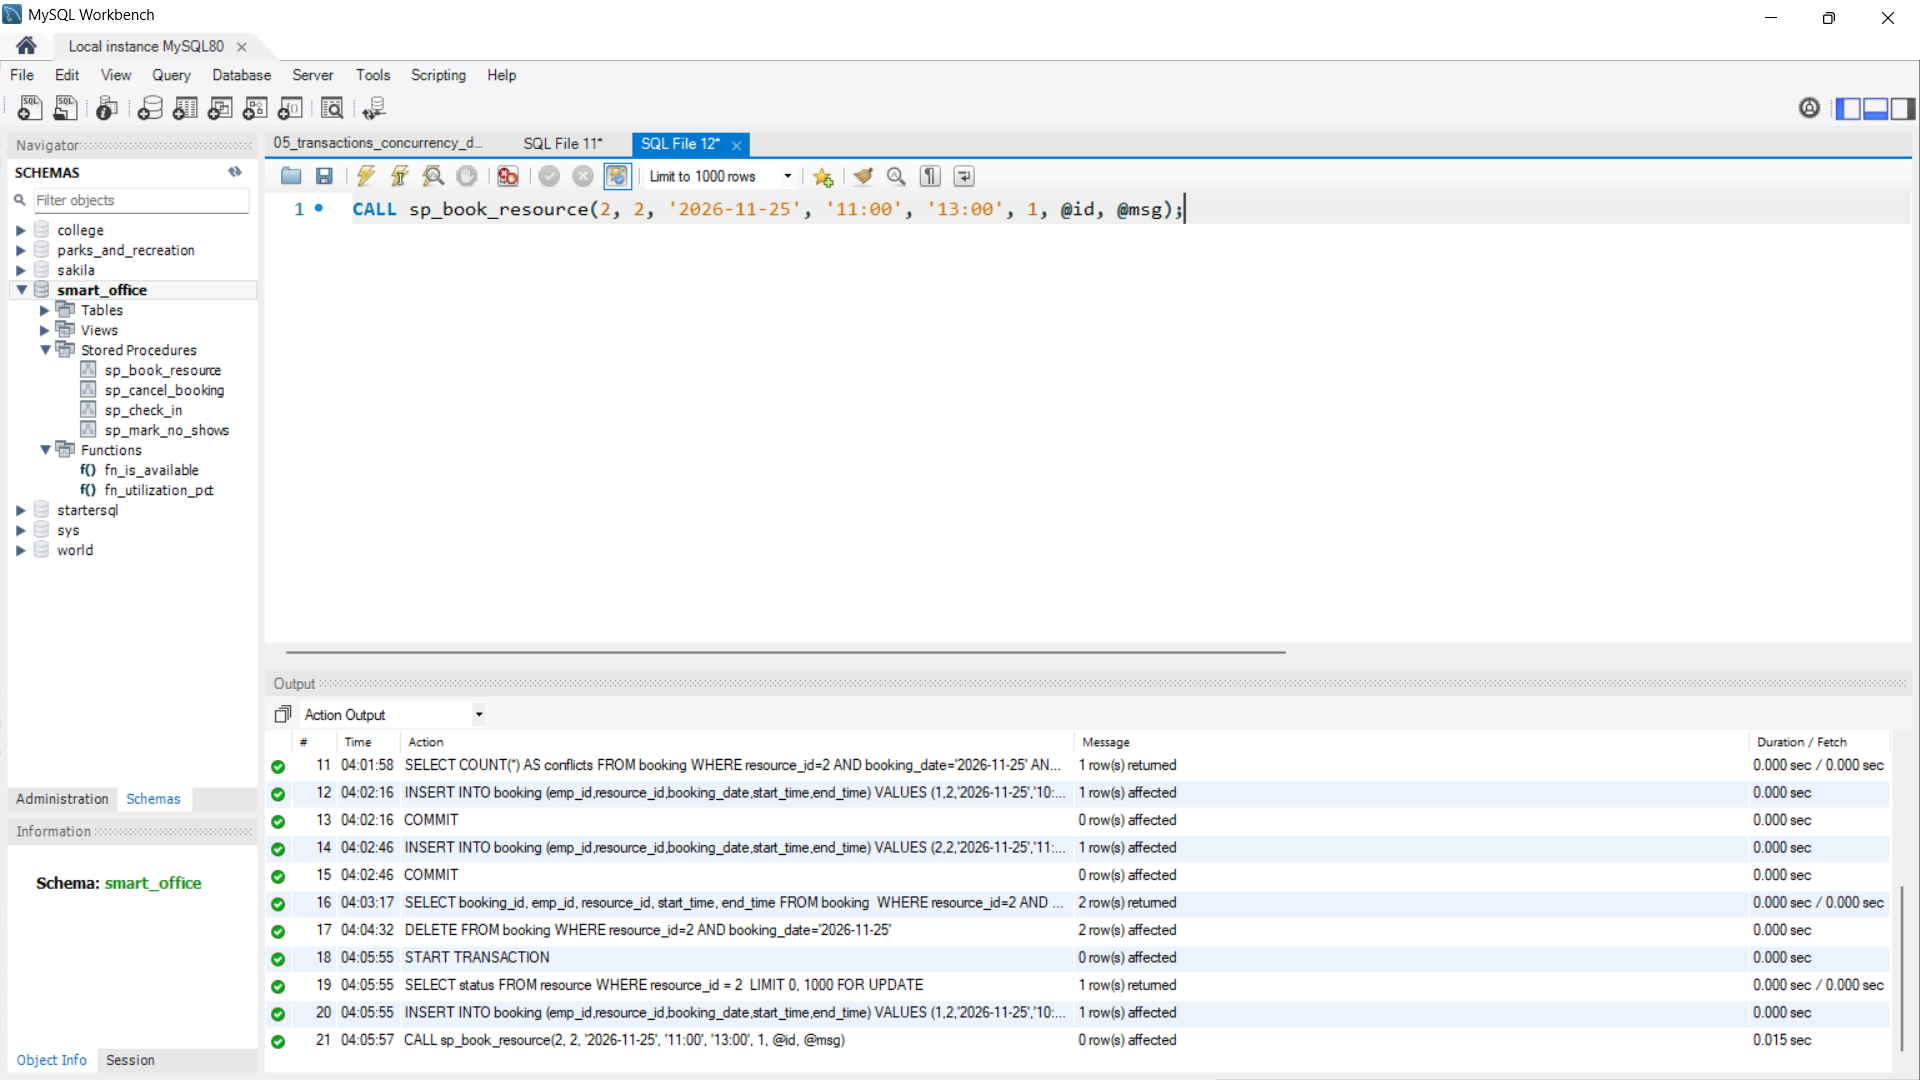 MySQL Workbench
Local instance MySQL80
File Edit View Query Database Server Tools Scripting Help
Navigator
SCHEMAS
Filter objects
college
parks_and_recreation
sakila
smart_office
Tables
Views
Stored Procedures
sp_book_resource
sp_cancel_booking
sp_check_in
sp_mark_no_shows
Functions
f() fn_is_available
f() fn_utilization_pct
startersql
sys
world
Administration Schemas
Information
Schema: smart_office
Object Info Session
05_transactions_concurrency_d... SQL File 11* SQL File 12*
Limit to 1000 rows
1 CALL sp_book_resource(2, 2, '2026-11-25', '11:00', '13:00', 1, @id, @msg);
Output
Action Output
# Time Action Message Duration / Fetch
11 04:01:58 SELECT COUNT(*) AS conflicts FROM booking WHERE resource_id=2 AND booking_date='2026-11-25' AN... 1 row(s) returned 0.000 sec / 0.000 sec
12 04:02:16 INSERT INTO booking (emp_id,resource_id,booking_date,start_time,end_time) VALUES (1,2,'2026-11-25','10:... 1 row(s) affected 0.000 sec
13 04:02:16 COMMIT 0 row(s) affected 0.000 sec
14 04:02:46 INSERT INTO booking (emp_id,resource_id,booking_date,start_time,end_time) VALUES (2,2,'2026-11-25','11:... 1 row(s) affected 0.000 sec
15 04:02:46 COMMIT 0 row(s) affected 0.000 sec
16 04:03:17 SELECT booking_id, emp_id, resource_id, start_time, end_time FROM booking WHERE resource_id=2 AND ... 2 row(s) returned 0.000 sec / 0.000 sec
17 04:04:32 DELETE FROM booking WHERE resource_id=2 AND booking_date='2026-11-25' 2 row(s) affected 0.000 sec
18 04:05:55 START TRANSACTION 0 row(s) affected 0.000 sec
19 04:05:55 SELECT status FROM resource WHERE resource_id = 2 LIMIT 0, 1000 FOR UPDATE 1 row(s) returned 0.000 sec / 0.000 sec
20 04:05:55 INSERT INTO booking (emp_id,resource_id,booking_date,start_time,end_time) VALUES (1,2,'2026-11-25','10:... 1 row(s) affected 0.000 sec
21 04:05:57 CALL sp_book_resource(2, 2, '2026-11-25', '11:00', '13:00', 1, @id, @msg) 0 row(s) affected 0.015 sec